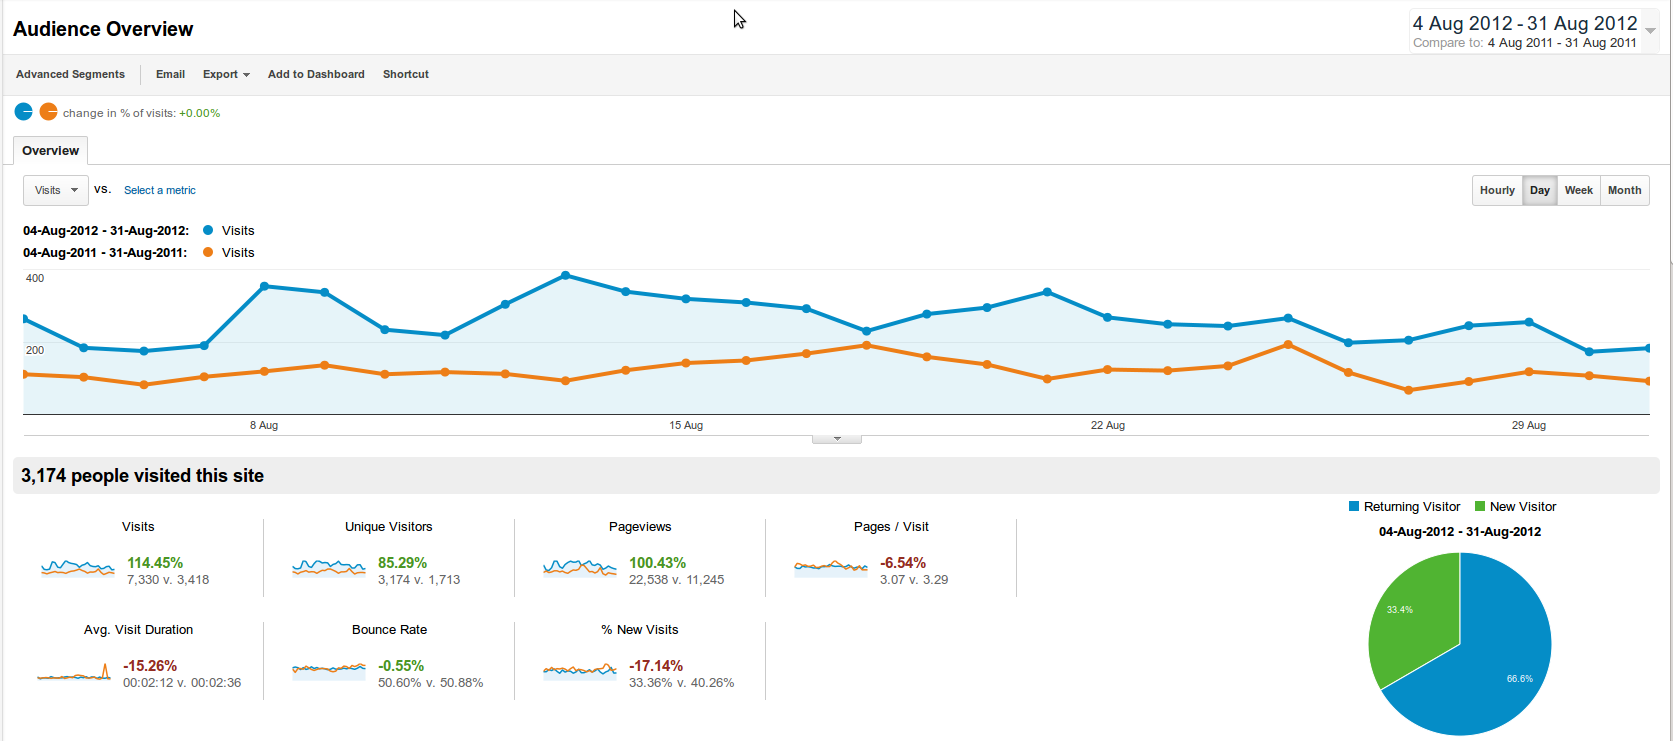 Audience Overview
4 Aug 2012 - 31 Aug 2012
Compare to: 4 Aug 2011 - 31 Aug 2011
Advanced Segments Email Export Add to Dashboard Shortcut
change in % of visits: +0.00%
Overview
Visits vs. Select a metric
Hourly Day Week Month
04-Aug-2012 - 31-Aug-2012: Visits
04-Aug-2011 - 31-Aug-2011: Visits
400
200
8 Aug 15 Aug 22 Aug 29 Aug
3,174 people visited this site
Visits
114.45%
7,330 v. 3,418
Unique Visitors
85.29%
3,174 v. 1,713
Pageviews
100.43%
22,538 v. 11,245
Pages / Visit
-6.54%
3.07 v. 3.29
Avg. Visit Duration
-15.26%
00:02:12 v. 00:02:36
Bounce Rate
-0.55%
50.60% v. 50.88%
% New Visits
-17.14%
33.36% v. 40.26%
Returning Visitor New Visitor
04-Aug-2012 - 31-Aug-2012
33.4%
66.6%